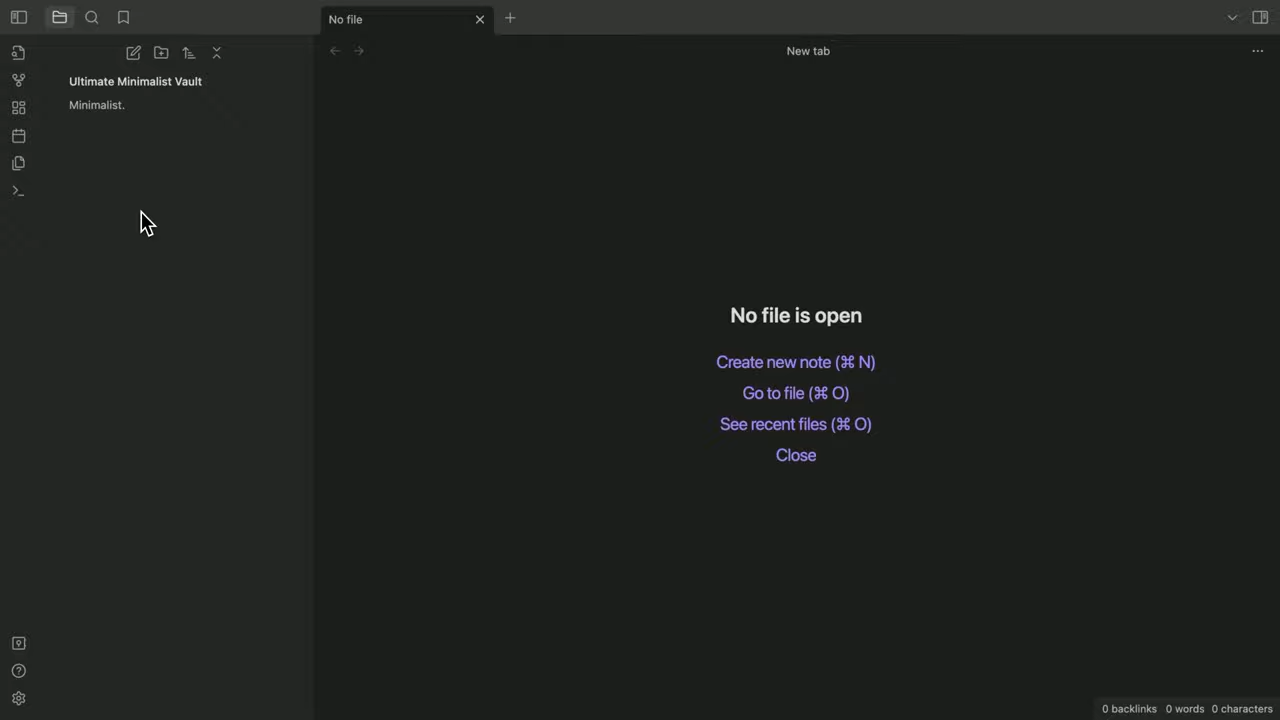 No file
New tab
Ultimate Minimalist Vault
Minimalist.
No file is open
Create new note (⌘ N)
Go to file (⌘ O)
See recent files (⌘ O)
Close
0 backlinks 0 words 0 characters